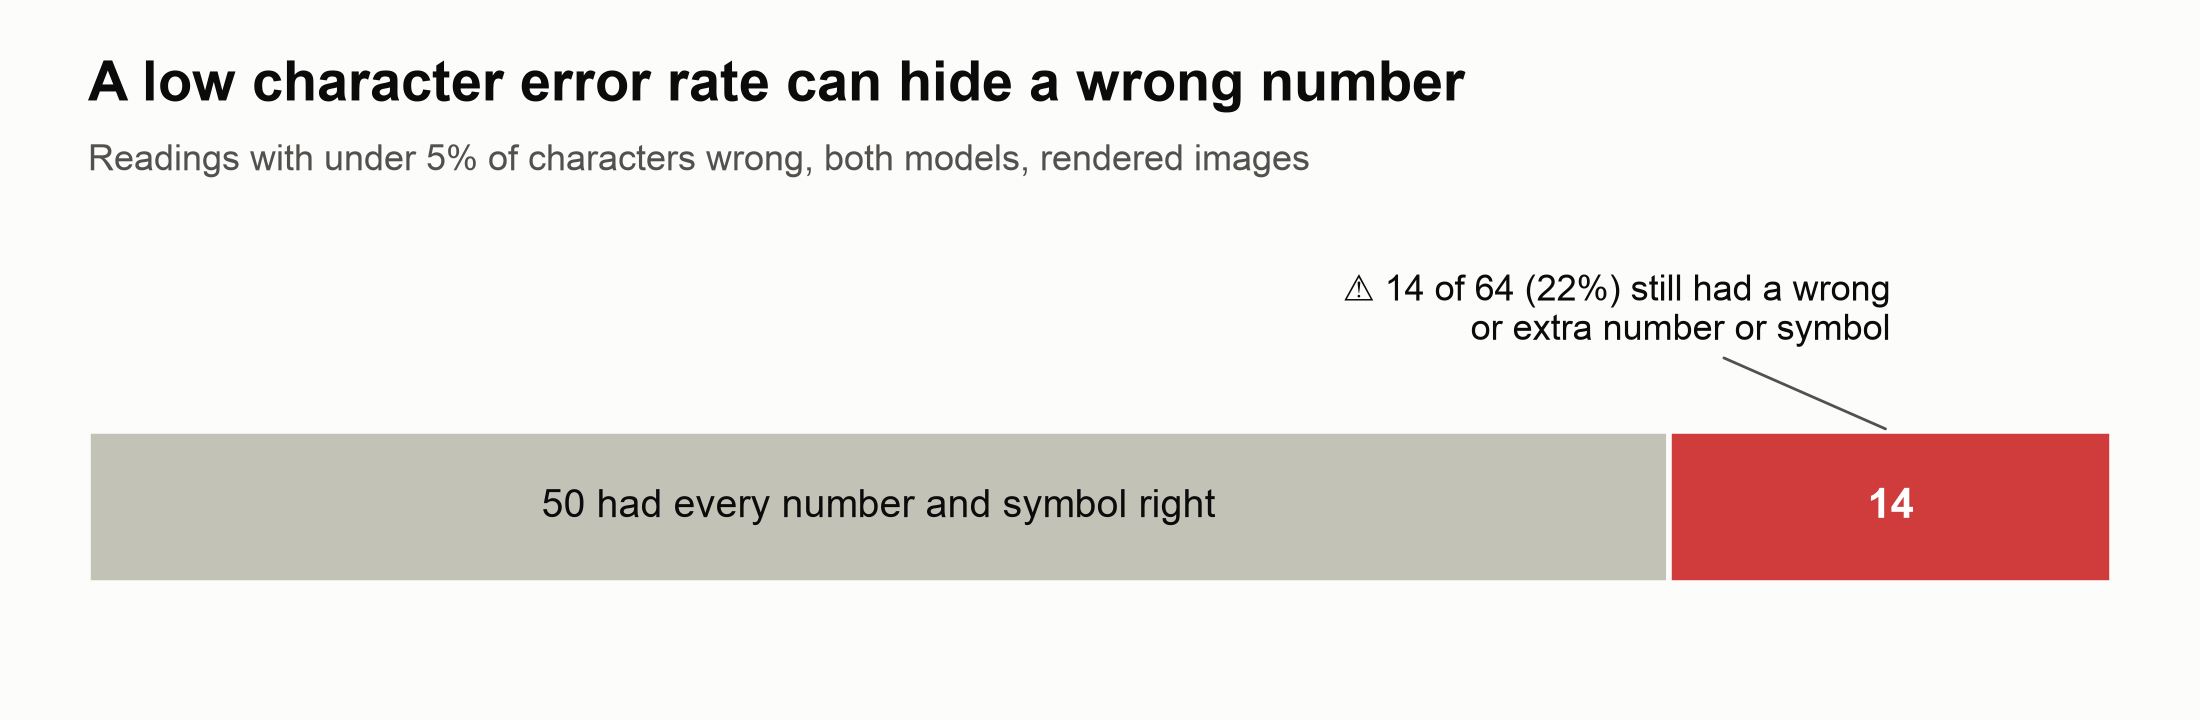 A low character error rate can hide a wrong number
Readings with under 5% of characters wrong, both models, rendered images
⚠ 14 of 64 (22%) still had a wrong
or extra number or symbol
50 had every number and symbol right
14